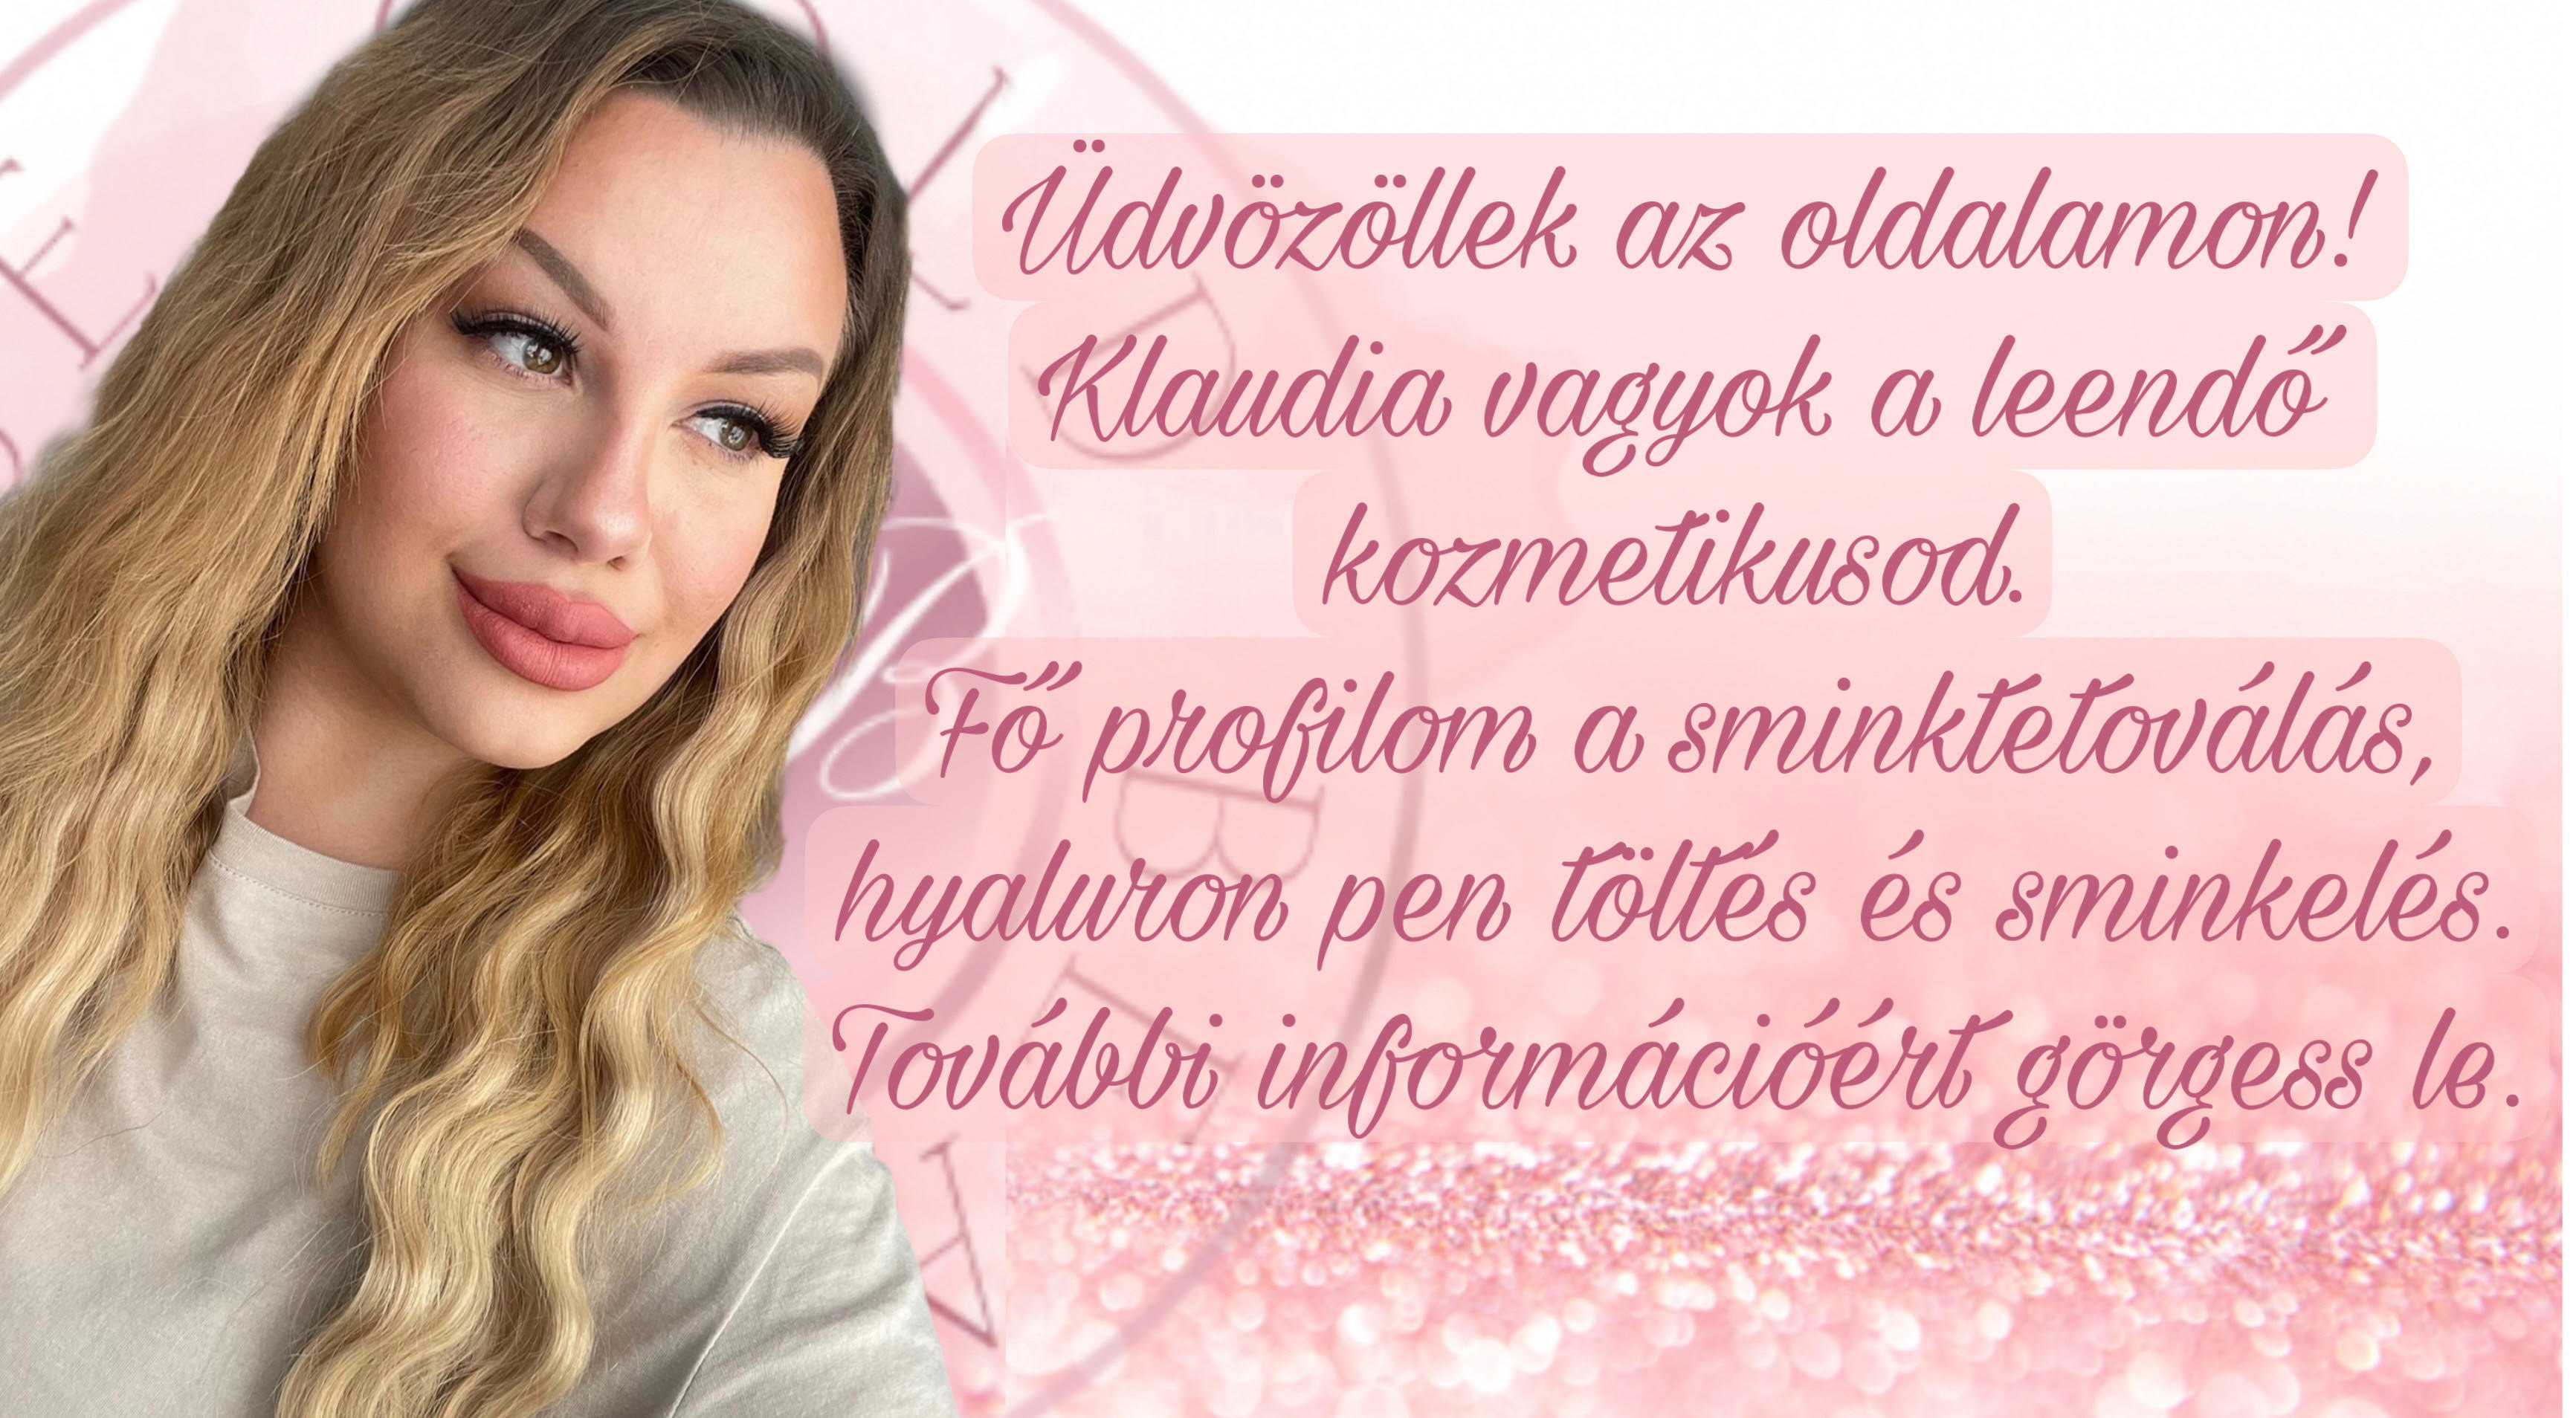 Üdvözöllek az oldalamon!
Klaudia vagyok a leendő
kozmetikusod.
Fő profilom a sminktetoválás,
hyaluron pen töltés és sminkelés.
További információért görgess le.